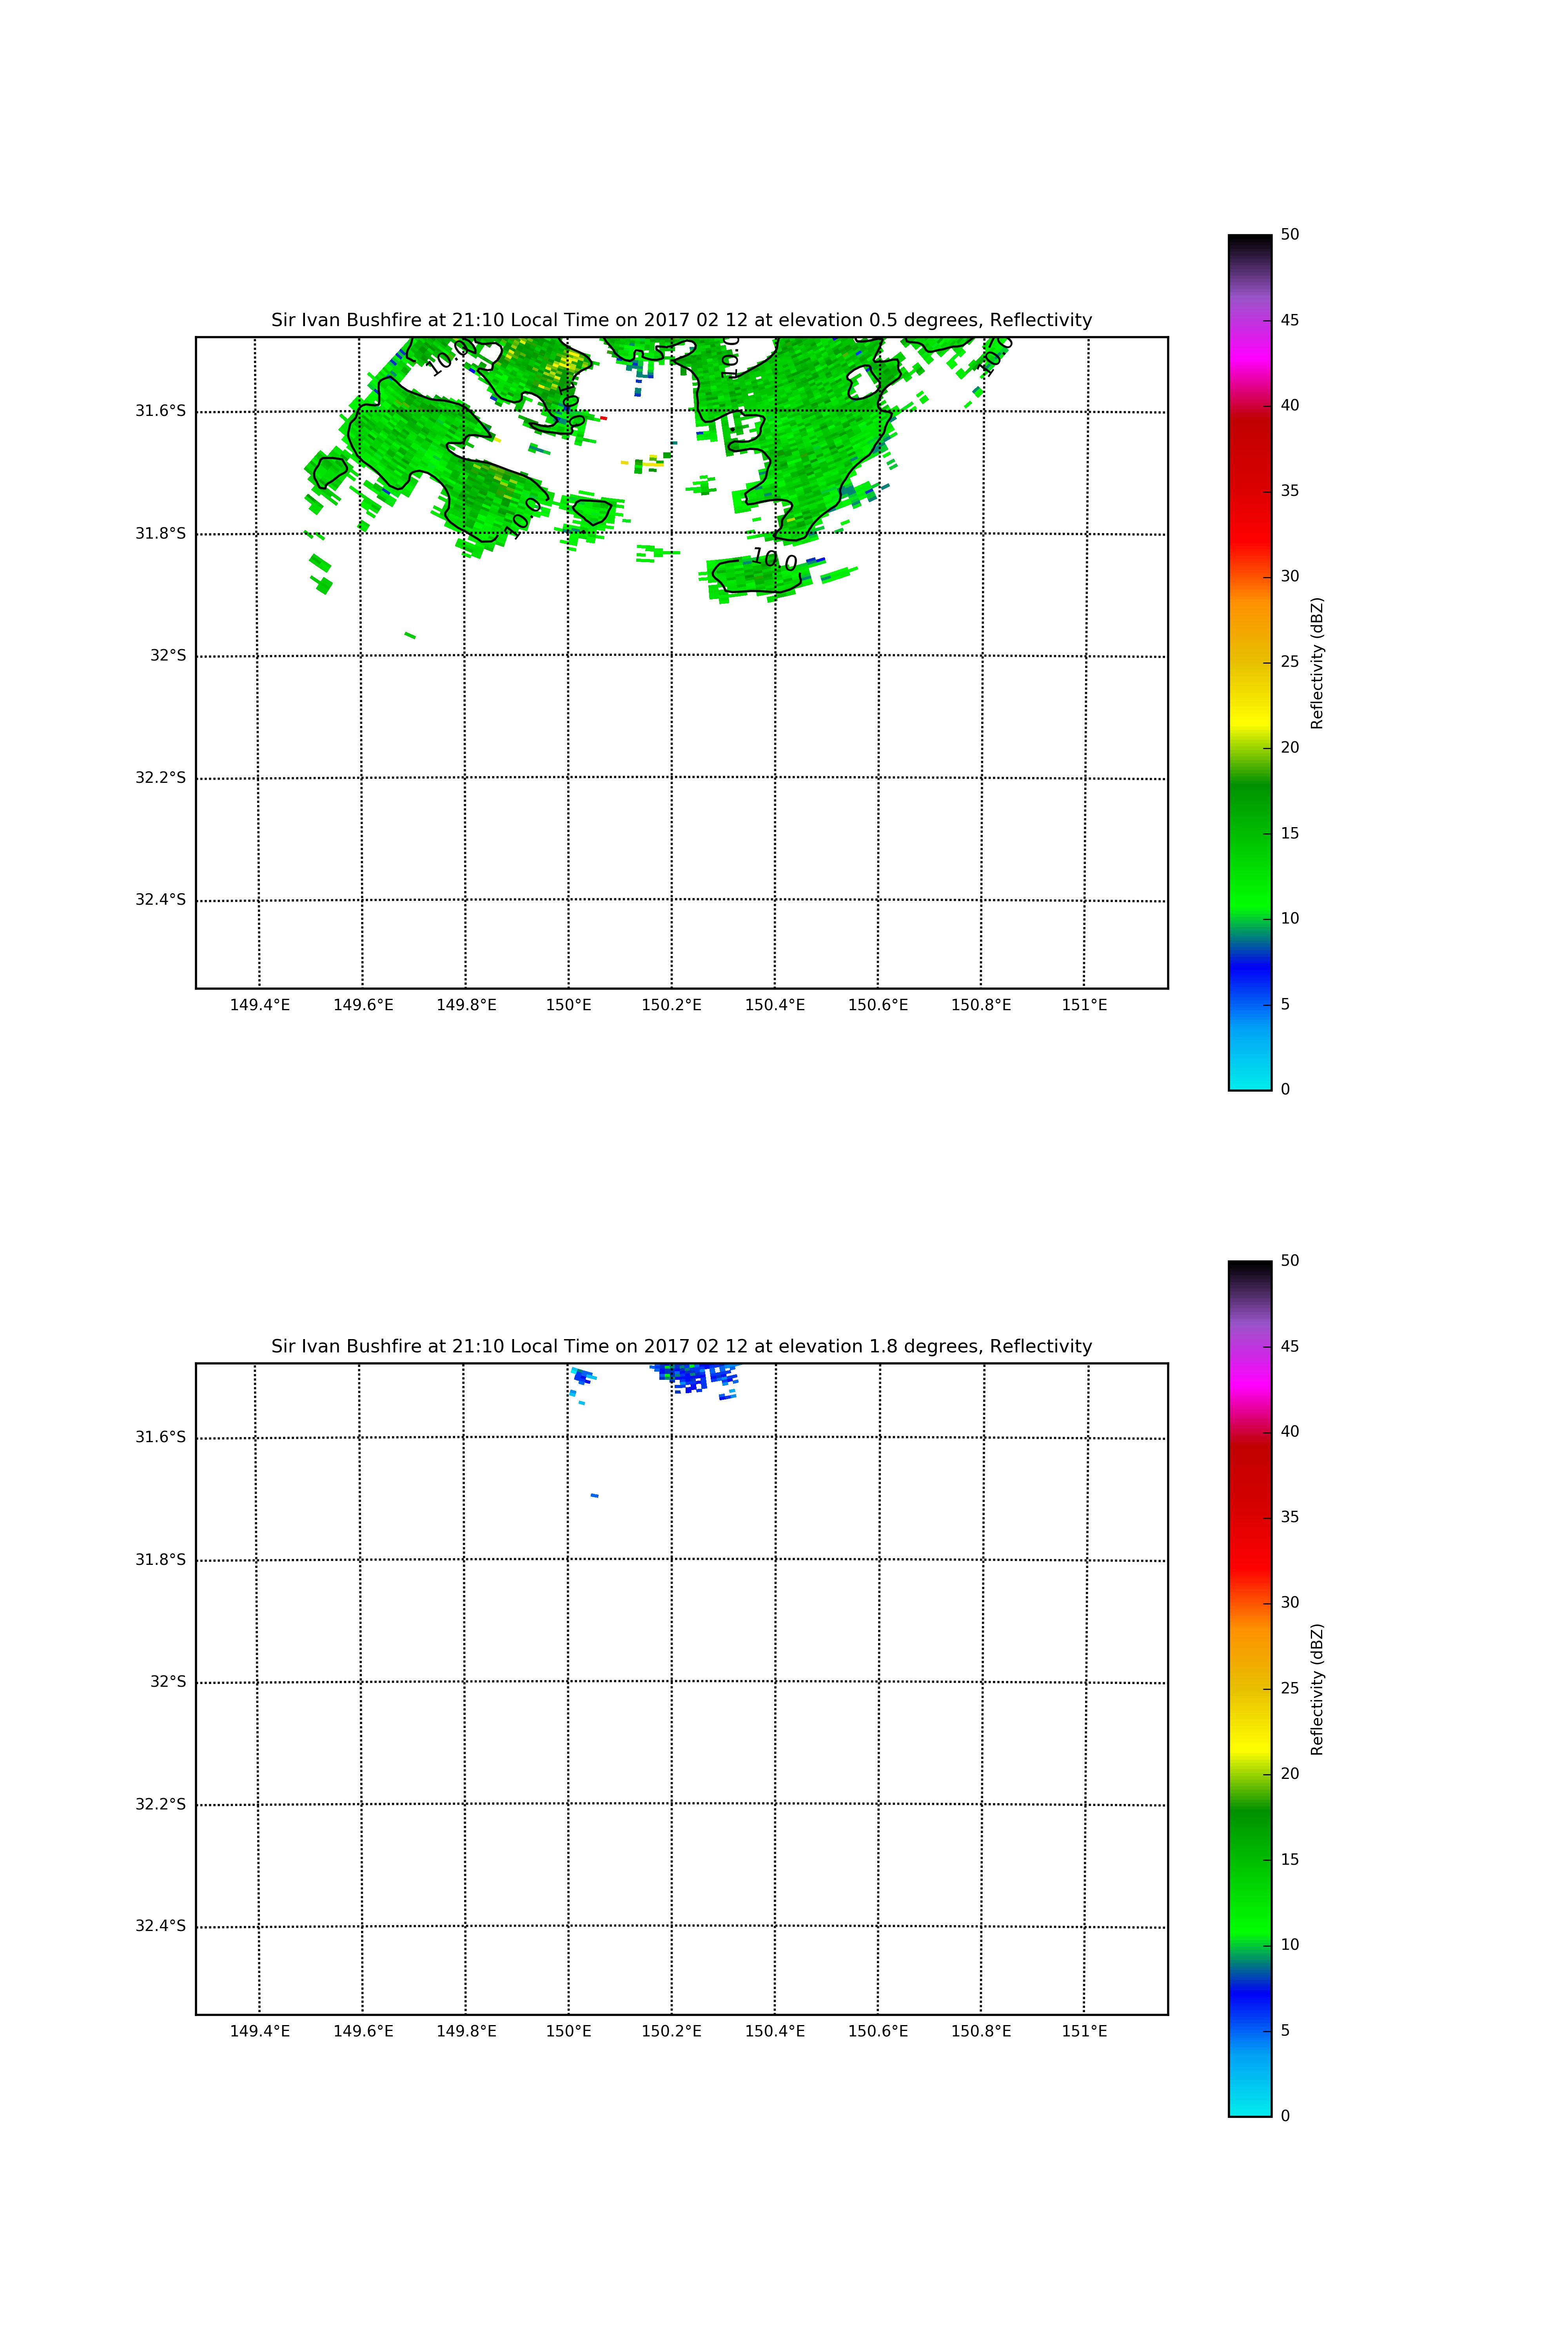 Sir Ivan Bushfire at 21:10 Local Time on 2017 02 12 at elevation 0.5 degrees, Reflectivity
10.0
10.0
10.0
10.0
10.0
10.0
31.6°S
31.8°S
32°S
32.2°S
32.4°S
149.4°E 149.6°E 149.8°E 150°E 150.2°E 150.4°E 150.6°E 150.8°E 151°E
50
45
40
35
30
25
20
15
10
5
0
Reflectivity (dBZ)
Sir Ivan Bushfire at 21:10 Local Time on 2017 02 12 at elevation 1.8 degrees, Reflectivity
31.6°S
31.8°S
32°S
32.2°S
32.4°S
149.4°E 149.6°E 149.8°E 150°E 150.2°E 150.4°E 150.6°E 150.8°E 151°E
50
45
40
35
30
25
20
15
10
5
0
Reflectivity (dBZ)